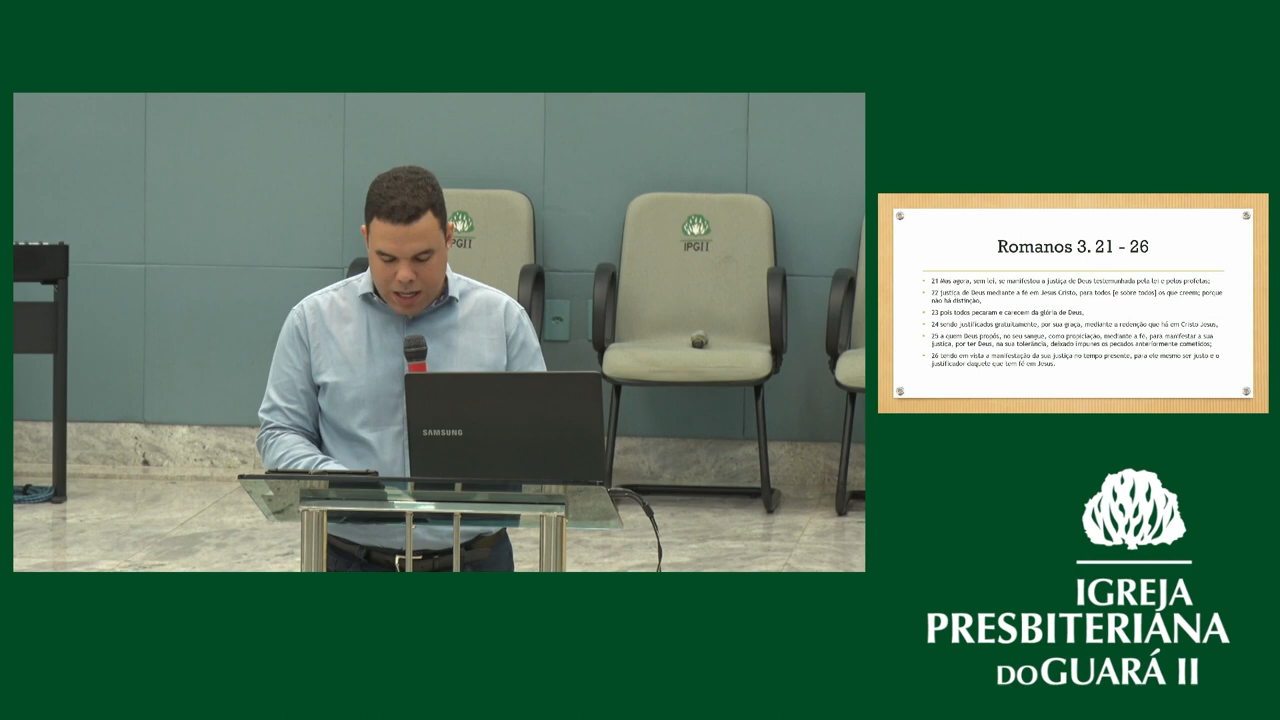 IPGII
IPGII
SAMSUNG
Romanos 3. 21 - 26
21 Mas agora, sem lei, se manifestou a justiça de Deus testemunhada pela lei e pelos profetas;
22 justiça de Deus mediante a fé em Jesus Cristo, para todos [e sobre todos] os que creem; porque
não há distinção,
23 pois todos pecaram e carecem da glória de Deus,
24 sendo justificados gratuitamente, por sua graça, mediante a redenção que há em Cristo Jesus,
25 a quem Deus propôs, no seu sangue, como propiciação, mediante a fé, para manifestar a sua
justiça, por ter Deus, na sua tolerância, deixado impunes os pecados anteriormente cometidos;
26 tendo em vista a manifestação da sua justiça no tempo presente, para ele mesmo ser justo e o
justificador daquele que tem fé em Jesus.
IGREJA
PRESBITERIANA
DO GUARÁ II